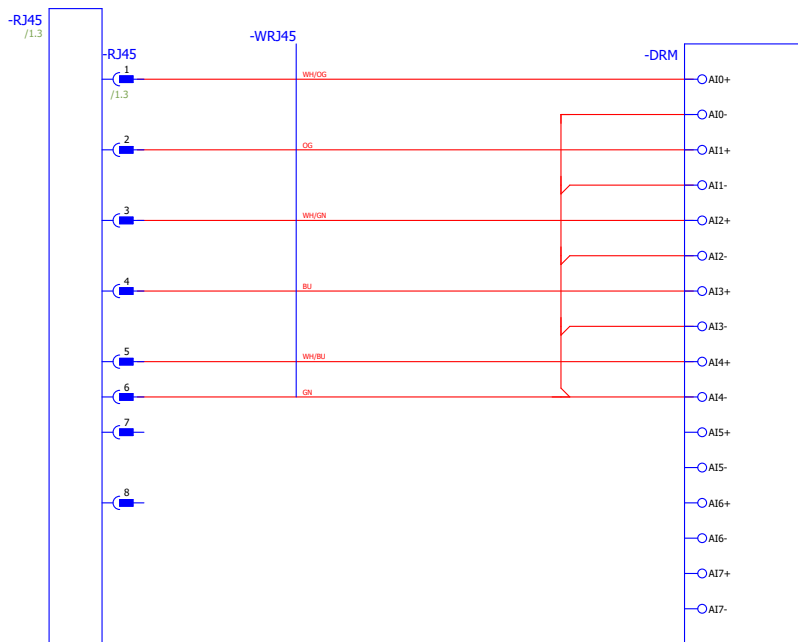 -RJ45
/1.3
-RJ45
-WRJ45
-DRM
1
/1.3
WH/OG
AI0+
AI0-
2
OG
AI1+
AI1-
3
WH/GN
AI2+
AI2-
4
BU
AI3+
AI3-
5
WH/BU
AI4+
6
GN
AI4-
7
AI5+
AI5-
8
AI6+
AI6-
AI7+
AI7-